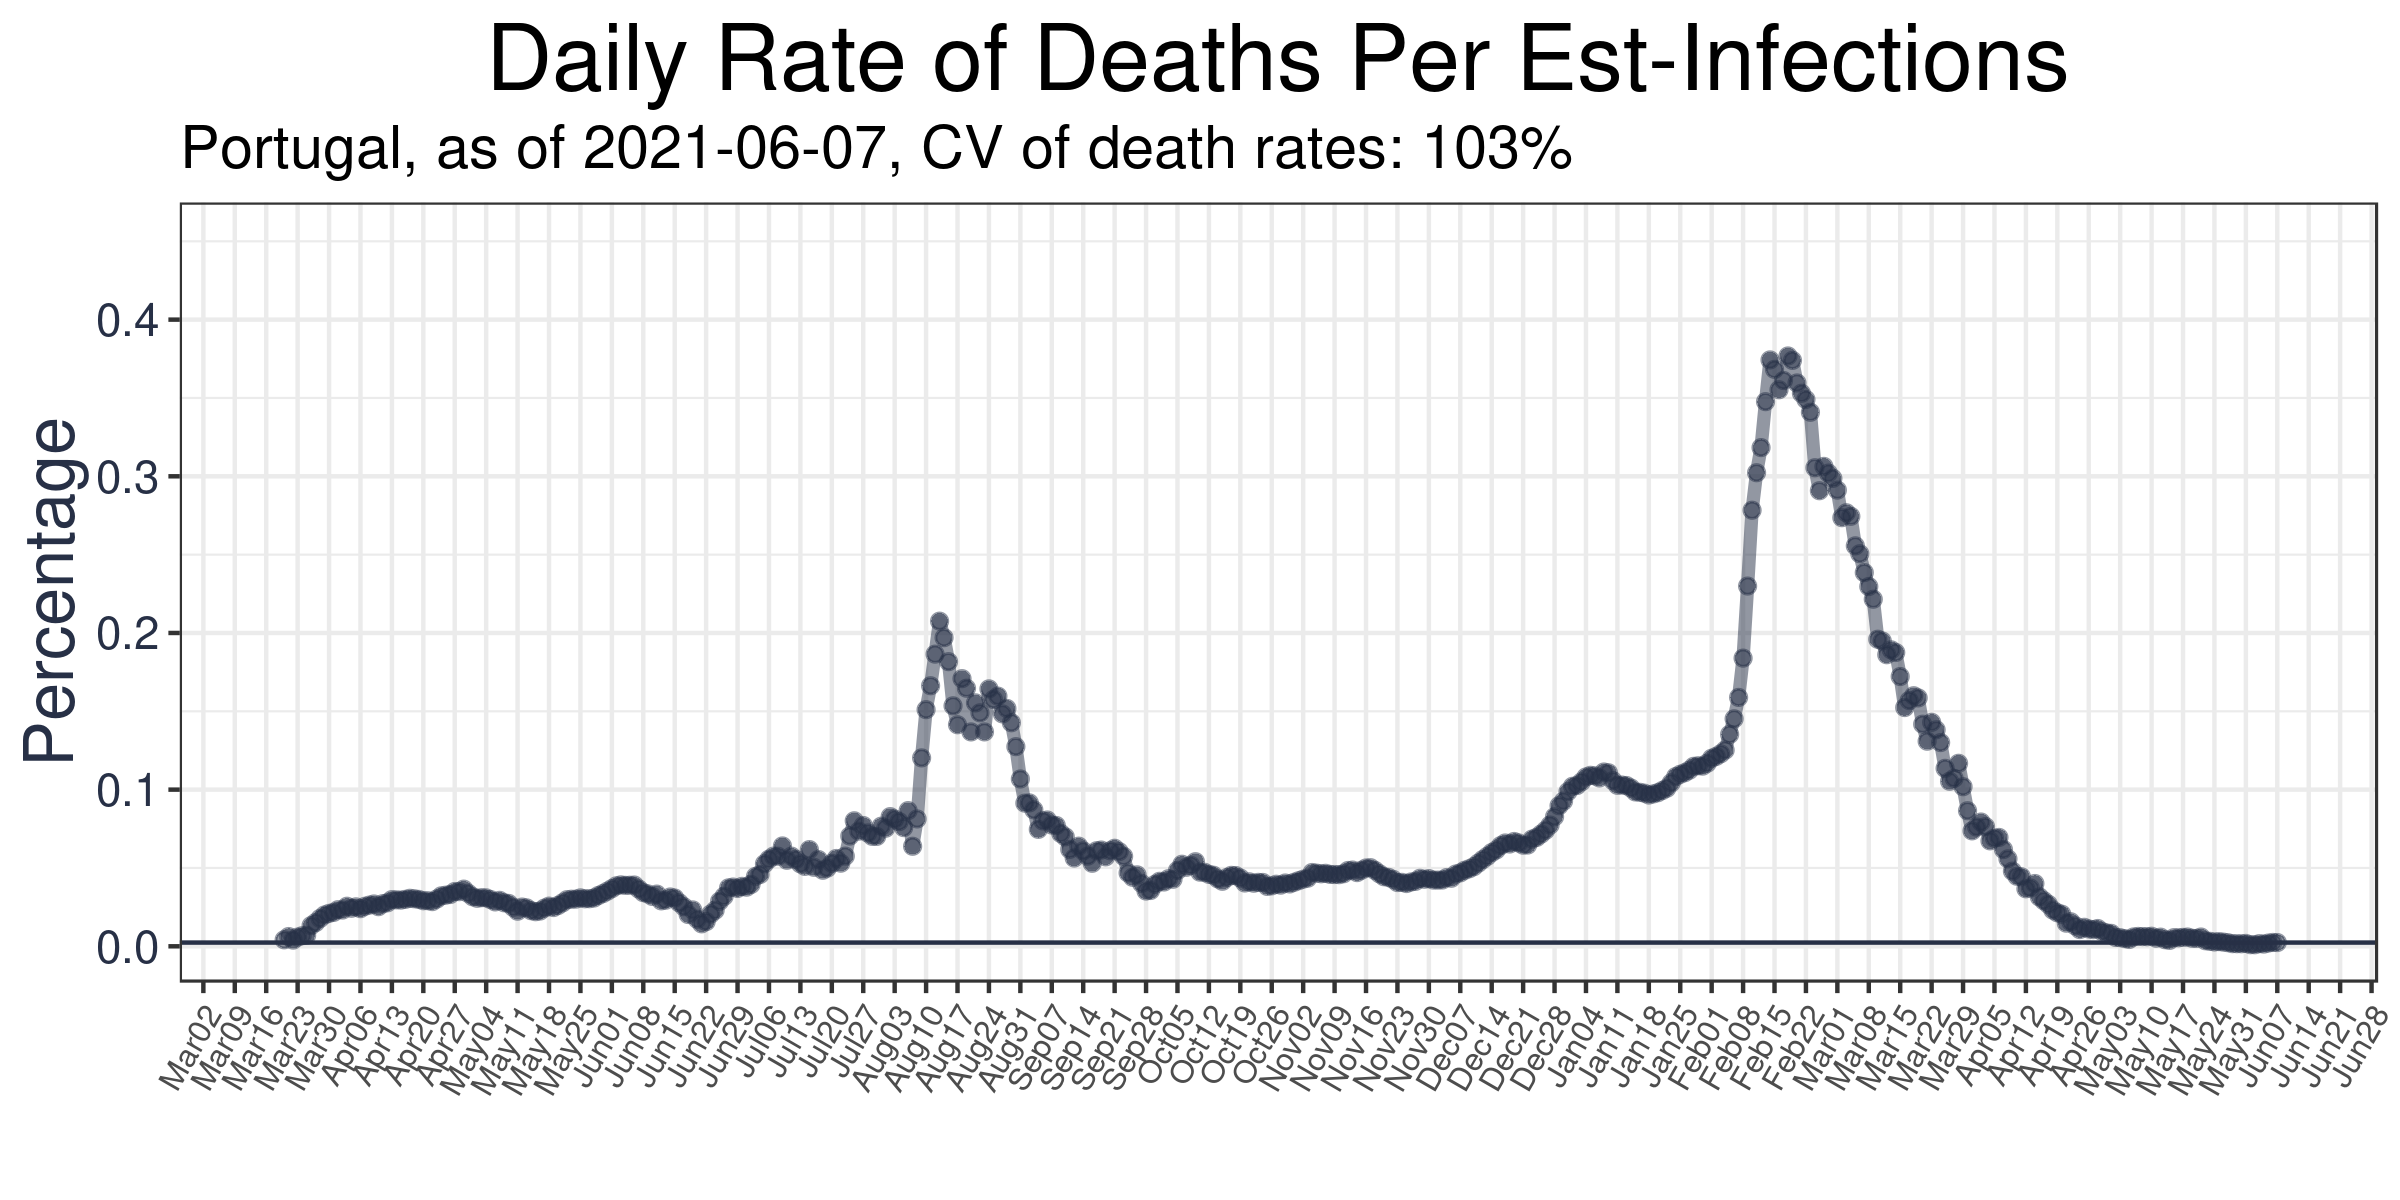 Daily Rate of Deaths Per Est-Infections
Portugal, as of 2021-06-07, CV of death rates: 103%
Percentage
0.4
0.3
0.2
0.1
0.0
Mar02
Mar09
Mar16
Mar23
Mar30
Apr06
Apr13
Apr20
Apr27
May04
May11
May18
May25
Jun01
Jun08
Jun15
Jun22
Jun29
Jul06
Jul13
Jul20
Jul27
Aug03
Aug10
Aug17
Aug24
Aug31
Sep07
Sep14
Sep21
Sep28
Oct05
Oct12
Oct19
Oct26
Nov02
Nov09
Nov16
Nov23
Nov30
Dec07
Dec14
Dec21
Dec28
Jan04
Jan11
Jan18
Jan25
Feb01
Feb08
Feb15
Feb22
Mar01
Mar08
Mar15
Mar22
Mar29
Apr05
Apr12
Apr19
Apr26
May03
May10
May17
May24
May31
Jun07
Jun14
Jun21
Jun28